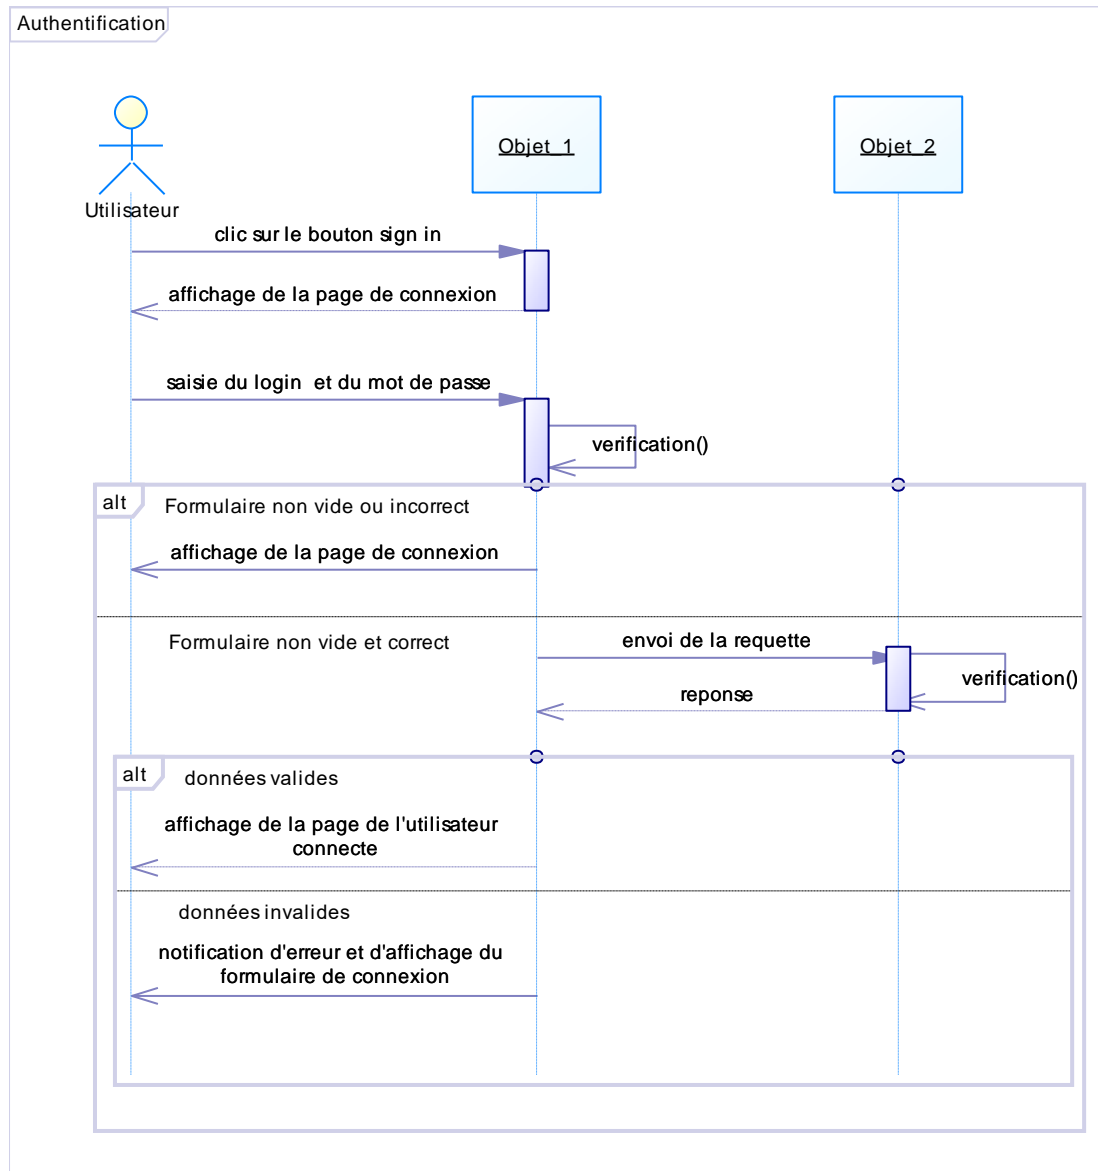 Authentification
Objet_1
Objet_2
Utilisateur
clic sur le bouton sign in
affichage de la page de connexion
saisie du login  et du mot de passe
verification()
alt
Formulaire non vide ou incorrect
affichage de la page de connexion
Formulaire non vide et correct
envoi de la requette
verification()
reponse
alt
données valides
affichage de la page de l'utilisateur
connecte
données invalides
notification d'erreur et d'affichage du
formulaire de connexion